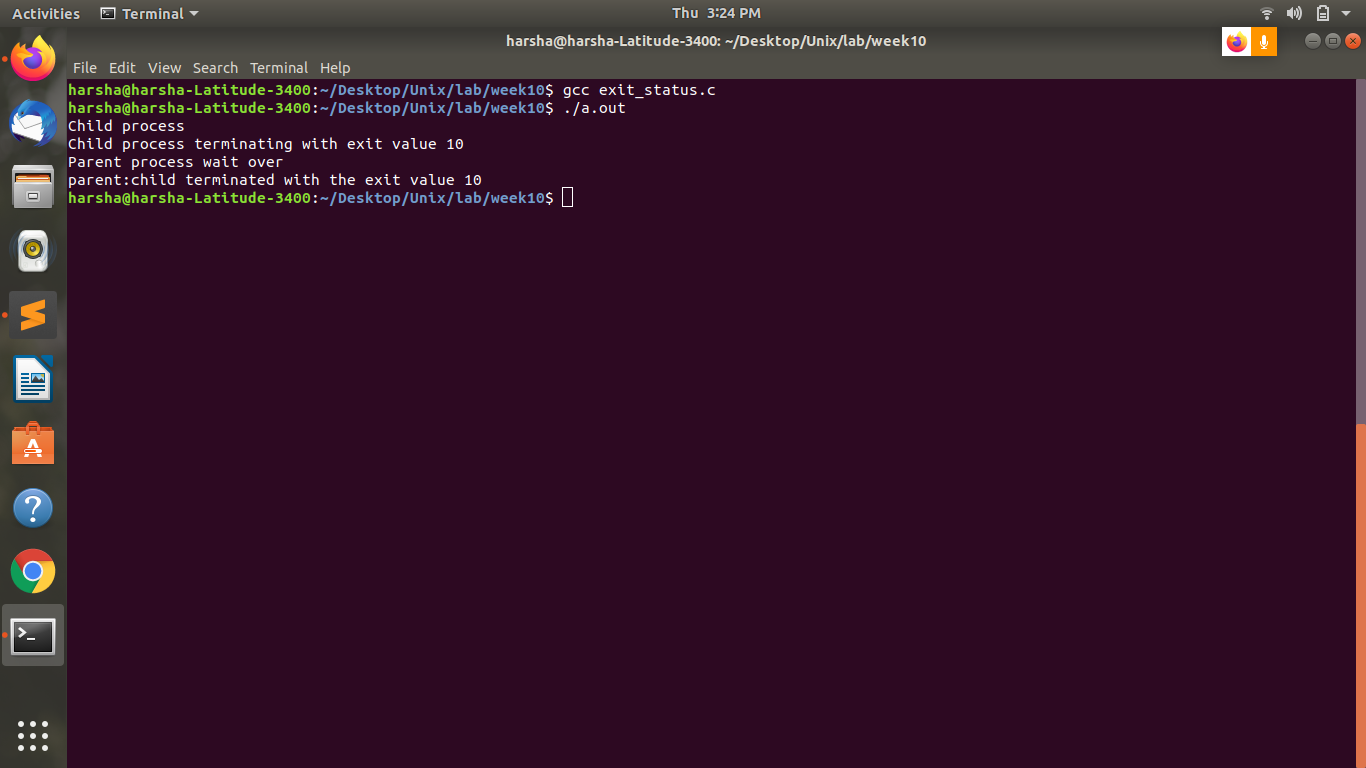 Activities Terminal Thu 3:24 PM
harsha@harsha-Latitude-3400: ~/Desktop/Unix/lab/week10
File Edit View Search Terminal Help
harsha@harsha-Latitude-3400:~/Desktop/Unix/lab/week10$ gcc exit_status.c
harsha@harsha-Latitude-3400:~/Desktop/Unix/lab/week10$ ./a.out
Child process
Child process terminating with exit value 10
Parent process wait over
parent:child terminated with the exit value 10
harsha@harsha-Latitude-3400:~/Desktop/Unix/lab/week10$